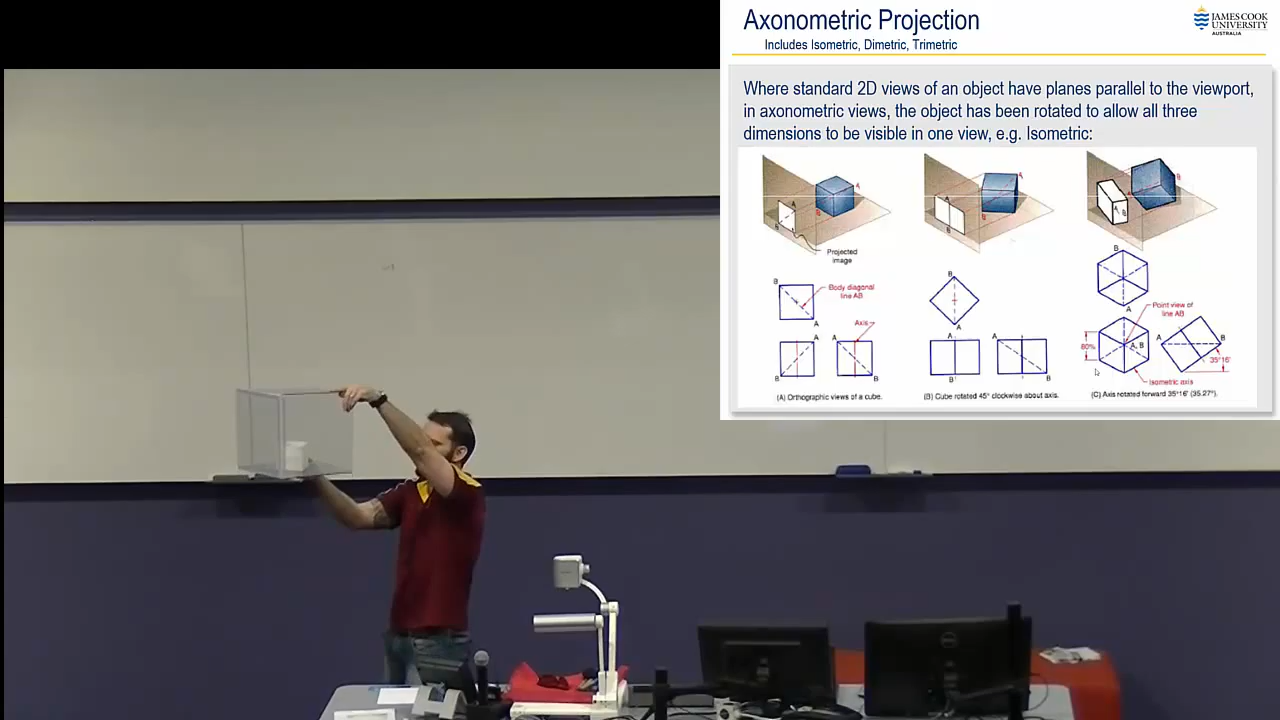 Axonometric Projection
Includes Isometric, Dimetric, Trimetric
JAMES COOK
UNIVERSITY
AUSTRALIA
Where standard 2D views of an object have planes parallel to the viewport,
in axonometric views, the object has been rotated to allow all three
dimensions to be visible in one view, e.g. Isometric:
A
B
Projected
image
B
Body diagonal
line AB
A
Axis
A
A
B
B
(A) Orthographic views of a cube.
A
B
A
B
B
A
A
A
B
B
(B) Cube rotated 45° clockwise about axis.
B
A, B
B
A
Point view of
line AB
80%
A, B
A
B
35°16'
Isometric axis
(C) Axis rotated forward 35°16' (35.27°).